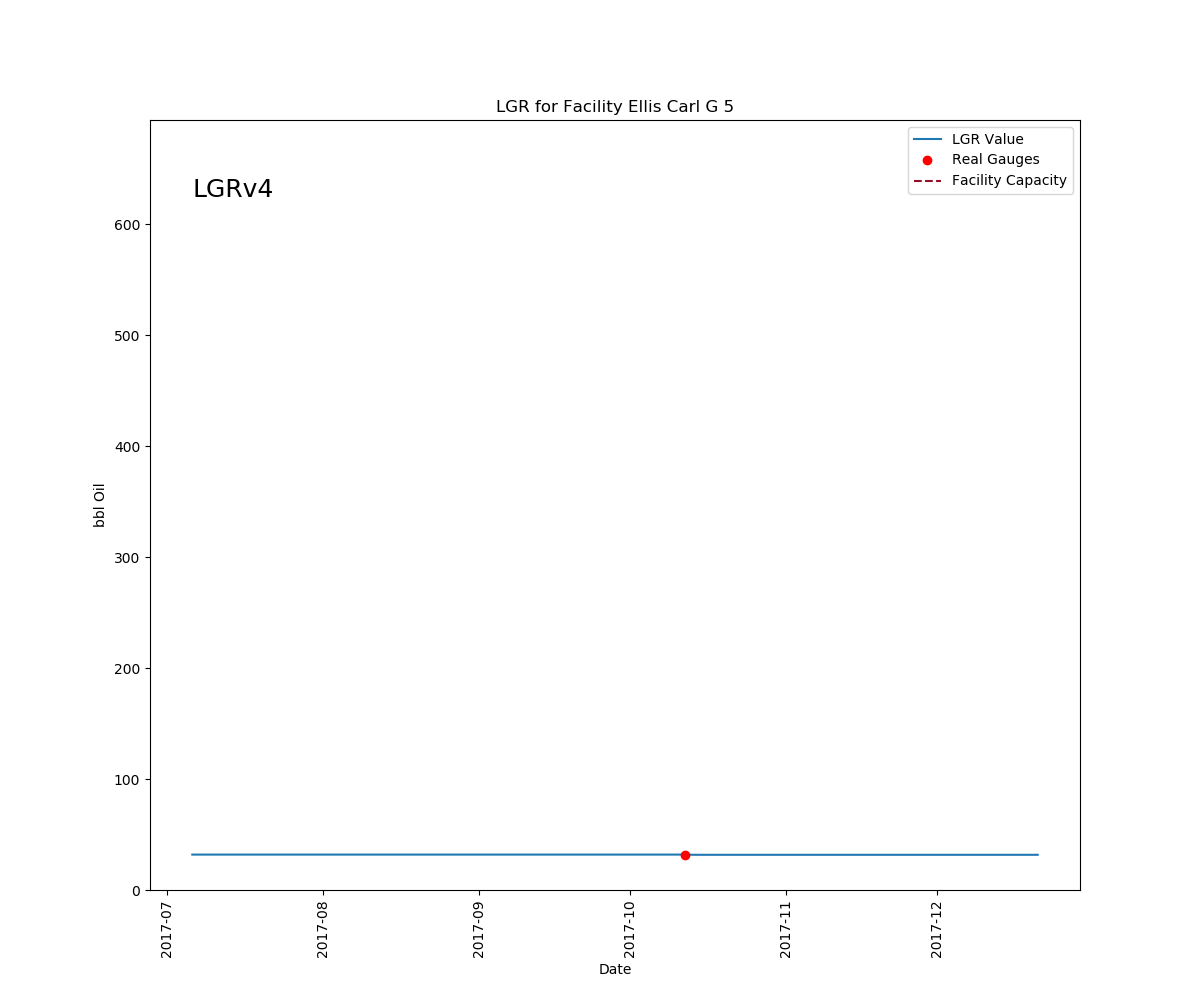 LGR for Facility Ellis Carl G 5
LGRv4
LGR Value
Real Gauges
Facility Capacity
600
500
400
300
200
100
0
bbl Oil
2017-07
2017-08
2017-09
2017-10
2017-11
2017-12
Date